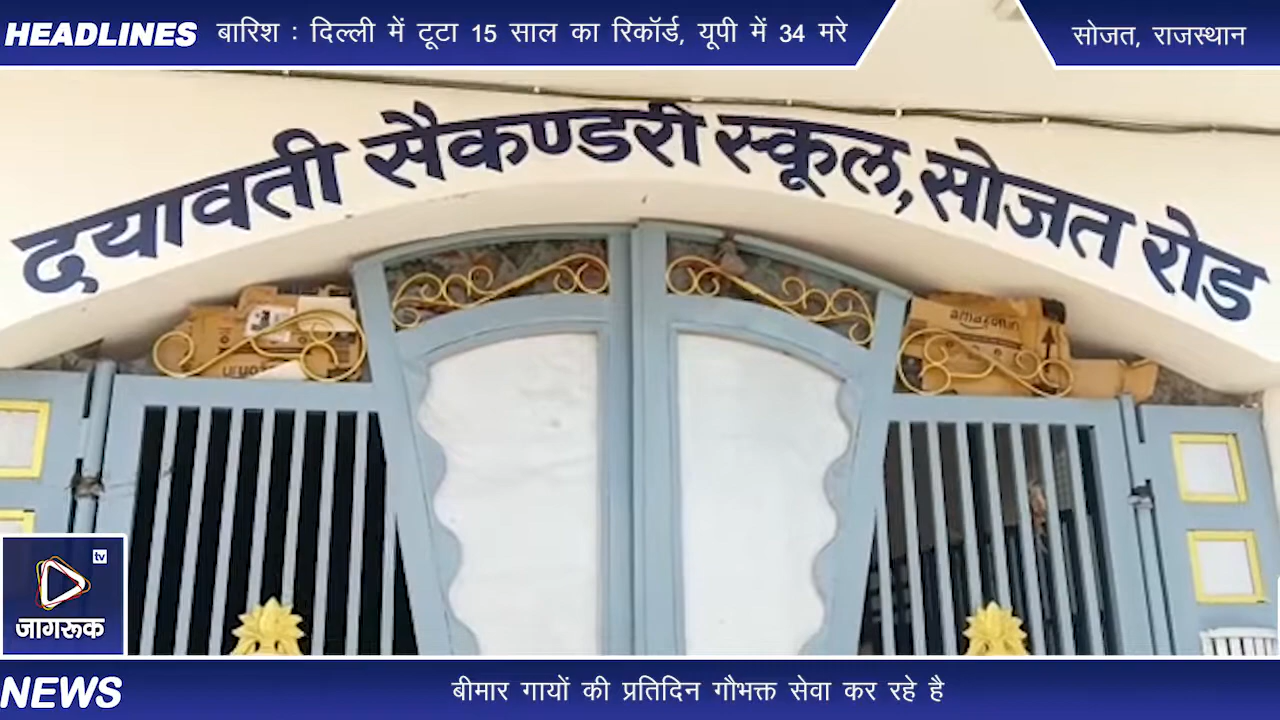 HEADLINES बारिश : दिल्ली में टूटा 15 साल का रिकॉर्ड, यूपी में 34 मरे
सोजत, राजस्थान
दयावती सैकण्डरी स्कूल, सोजत रोड
amazon.in
tv
जागरूक
NEWS बीमार गायों की प्रतिदिन गौभक्त सेवा कर रहे है